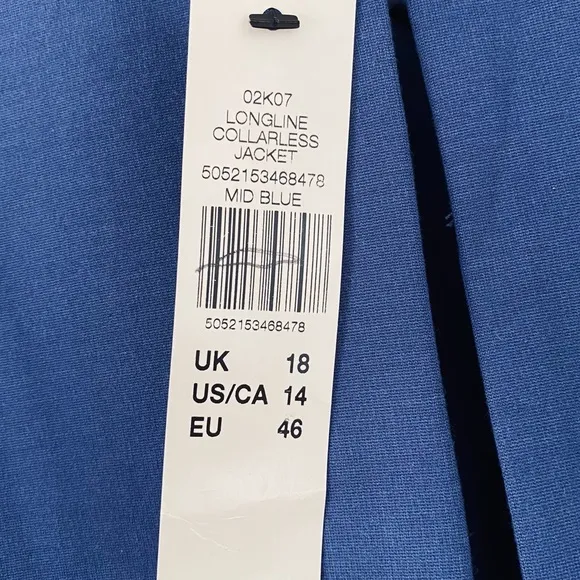 02K07
LONGLINE
COLLARLESS
JACKET
5052153468478
MID BLUE
5052153468478
UK 18
US/CA 14
EU 46